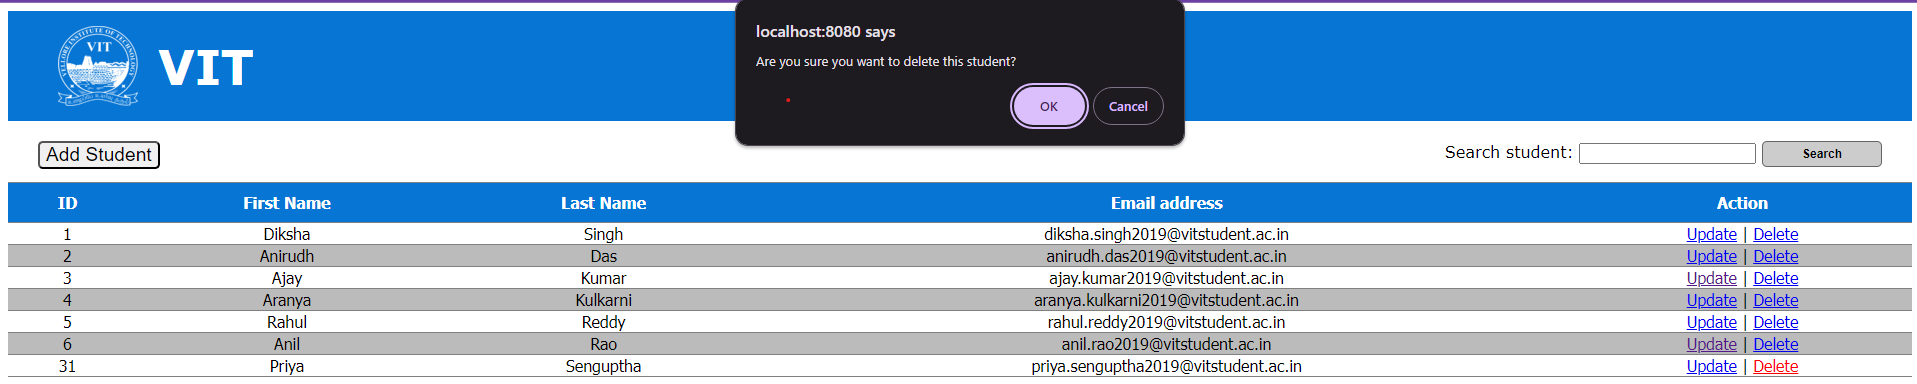 localhost:8080 says
Are you sure you want to delete this student?
OK Cancel
VELLORE INSTITUTE OF TECHNOLOGY
VIT
VIT
Add Student
Search student: Search
ID First Name Last Name Email address Action
1 Diksha Singh diksha.singh2019@vitstudent.ac.in Update | Delete
2 Anirudh Das anirudh.das2019@vitstudent.ac.in Update | Delete
3 Ajay Kumar ajay.kumar2019@vitstudent.ac.in Update | Delete
4 Aranya Kulkarni aranya.kulkarni2019@vitstudent.ac.in Update | Delete
5 Rahul Reddy rahul.reddy2019@vitstudent.ac.in Update | Delete
6 Anil Rao anil.rao2019@vitstudent.ac.in Update | Delete
31 Priya Senguptha priya.senguptha2019@vitstudent.ac.in Update | Delete